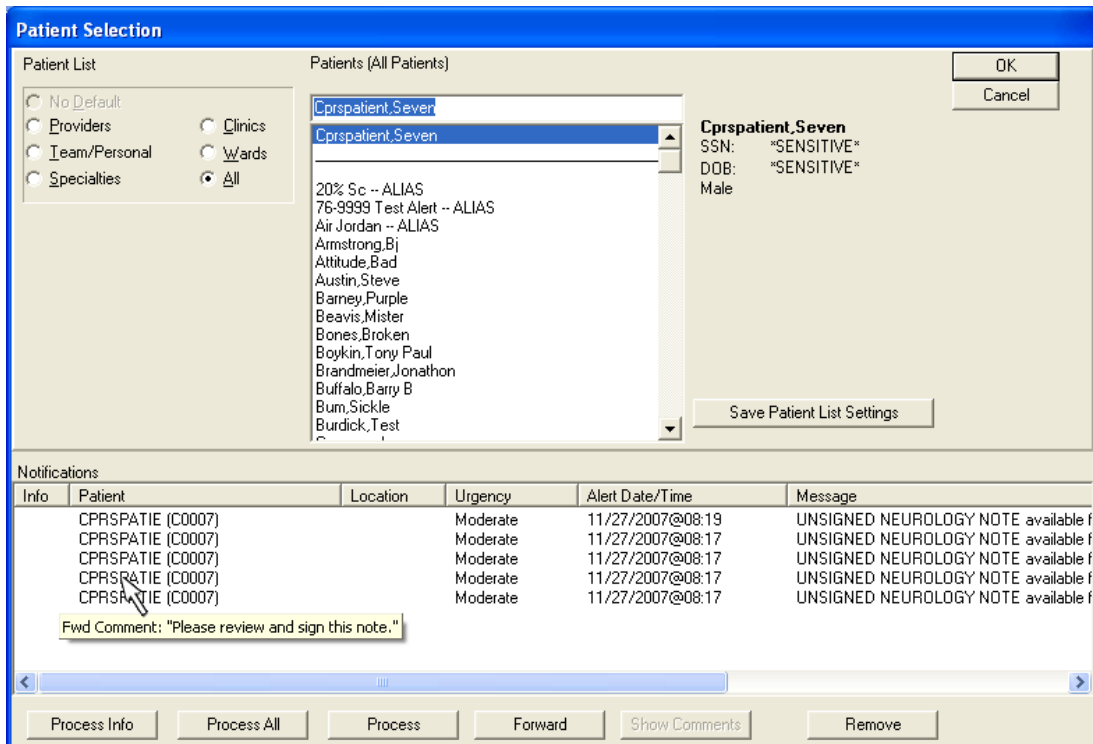 Patient Selection
Patient List
No Default
Providers
Team/Personal
Specialties
Clinics
Wards
All
Patients (All Patients)
Cprspatient,Seven
Cprspatient,Seven
20% Sc -- ALIAS
76-9999 Test Alert -- ALIAS
Air Jordan -- ALIAS
Armstrong,Bj
Attitude,Bad
Austin,Steve
Barney,Purple
Beavis,Mister
Bones,Broken
Boykin,Tony Paul
Brandmeier,Jonathon
Buffalo,Barry B
Bum,Sickle
Burdick,Test
OK
Cancel
Cprspatient,Seven
SSN: *SENSITIVE*
DOB: *SENSITIVE*
Male
Save Patient List Settings
Notifications
Info Patient Location Urgency Alert Date/Time Message
CPRSPATIE (C0007) Moderate 11/27/2007@08:19 UNSIGNED NEUROLOGY NOTE available f
CPRSPATIE (C0007) Moderate 11/27/2007@08:17 UNSIGNED NEUROLOGY NOTE available f
CPRSPATIE (C0007) Moderate 11/27/2007@08:17 UNSIGNED NEUROLOGY NOTE available f
CPRSPATIE (C0007) Moderate 11/27/2007@08:17 UNSIGNED NEUROLOGY NOTE available f
CPRSPATIE (C0007) Moderate 11/27/2007@08:17 UNSIGNED NEUROLOGY NOTE available f
Fwd Comment: "Please review and sign this note."
Process Info Process All Process Forward Show Comments Remove